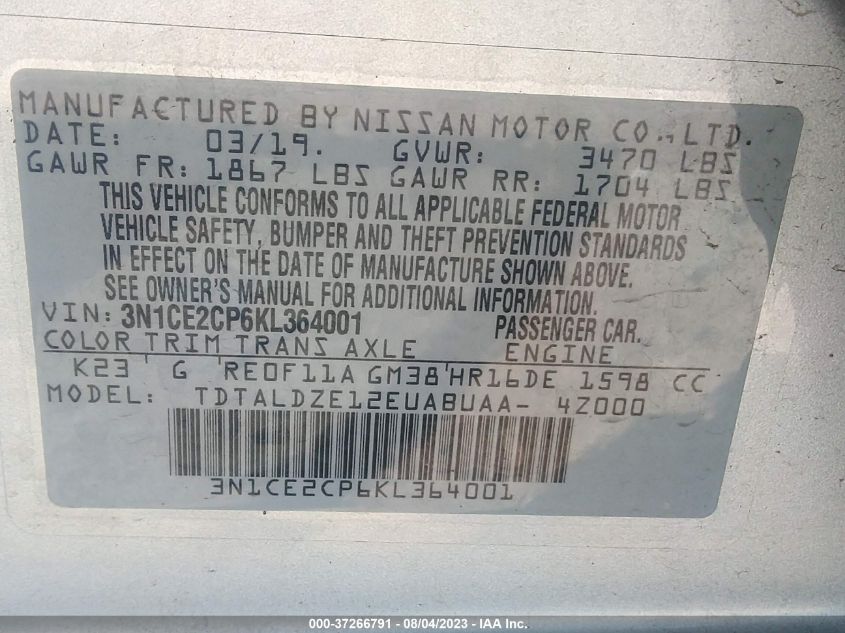 MANUFACTURED BY NISSAN MOTOR CO., LTD.
DATE: 03/19. GVWR: 3470 LBS
GAWR FR: 1867 LBS GAWR RR: 1704 LBS
THIS VEHICLE CONFORMS TO ALL APPLICABLE FEDERAL MOTOR
VEHICLE SAFETY, BUMPER AND THEFT PREVENTION STANDARDS
IN EFFECT ON THE DATE OF MANUFACTURE SHOWN ABOVE.
SEE OWNER'S MANUAL FOR ADDITIONAL INFORMATION.
VIN: 3N1CE2CP6KL364001 PASSENGER CAR.
COLOR TRIM TRANS AXLE ENGINE
K23 G RE0F11A GM38 HR16DE 1598 CC
MODEL: TDTALDZE12EUABUAA- 4Z000
3N1CE2CP6KL364001
000-37266791 - 08/04/2023 - IAA Inc.